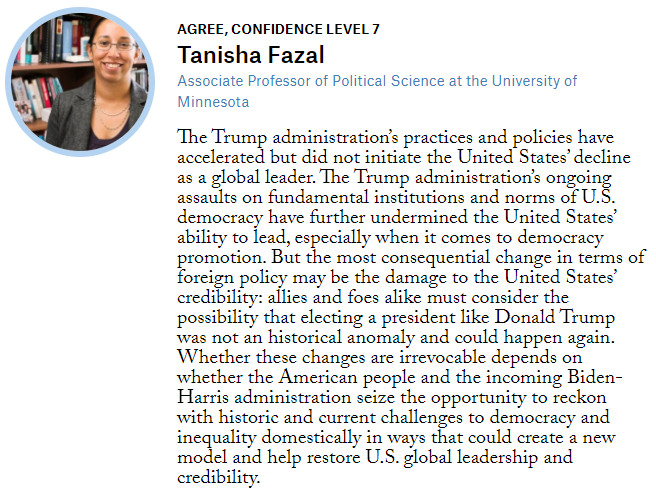 AGREE, CONFIDENCE LEVEL 7
Tanisha Fazal
Associate Professor of Political Science at the University of
Minnesota
The Trump administration’s practices and policies have
accelerated but did not initiate the United States’ decline
as a global leader. The Trump administration’s ongoing
assaults on fundamental institutions and norms of U.S.
democracy have further undermined the United States’
ability to lead, especially when it comes to democracy
promotion. But the most consequential change in terms of
foreign policy may be the damage to the United States’
credibility: allies and foes alike must consider the
possibility that electing a president like Donald Trump
was not an historical anomaly and could happen again.
Whether these changes are irrevocable depends on
whether the American people and the incoming Biden-
Harris administration seize the opportunity to reckon
with historic and current challenges to democracy and
inequality domestically in ways that could create a new
model and help restore U.S. global leadership and
credibility.